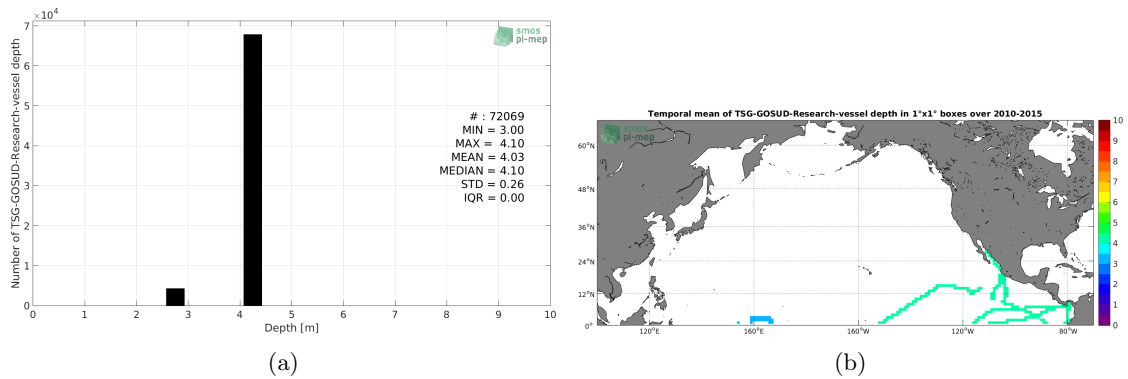 ×10⁴
7
6
5
4
3
2
1
0
Number of TSG-GOSUD-Research-vessel depth
smos
pi-mep
# : 72069
MIN = 3.00
MAX = 4.10
MEAN = 4.03
MEDIAN = 4.10
STD = 0.26
IQR = 0.00
0 1 2 3 4 5 6 7 8 9 10
Depth [m]
(a)
Temporal mean of TSG-GOSUD-Research-vessel depth in 1°x1° boxes over 2010-2015
smos
pi-mep
60°N
48°N
36°N
24°N
12°N
0°
120°E 160°E 160°W 120°W 80°W
10
9
8
7
6
5
4
3
2
1
0
(b)